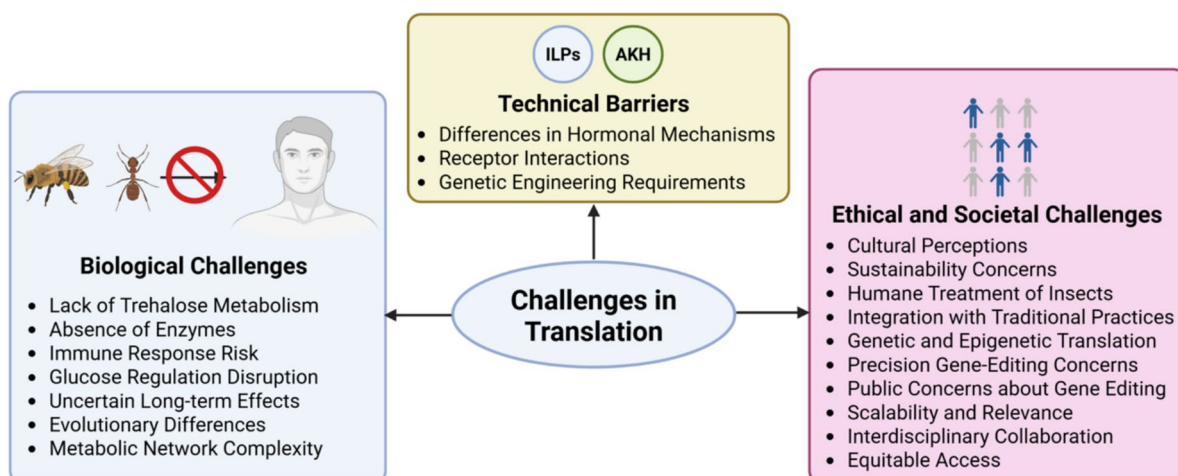 ILPs
AKH
Technical Barriers
• Differences in Hormonal Mechanisms
• Receptor Interactions
• Genetic Engineering Requirements
Biological Challenges
• Lack of Trehalose Metabolism
• Absence of Enzymes
• Immune Response Risk
• Glucose Regulation Disruption
• Uncertain Long-term Effects
• Evolutionary Differences
• Metabolic Network Complexity
Challenges in
Translation
Ethical and Societal Challenges
• Cultural Perceptions
• Sustainability Concerns
• Humane Treatment of Insects
• Integration with Traditional Practices
• Genetic and Epigenetic Translation
• Precision Gene-Editing Concerns
• Public Concerns about Gene Editing
• Scalability and Relevance
• Interdisciplinary Collaboration
• Equitable Access